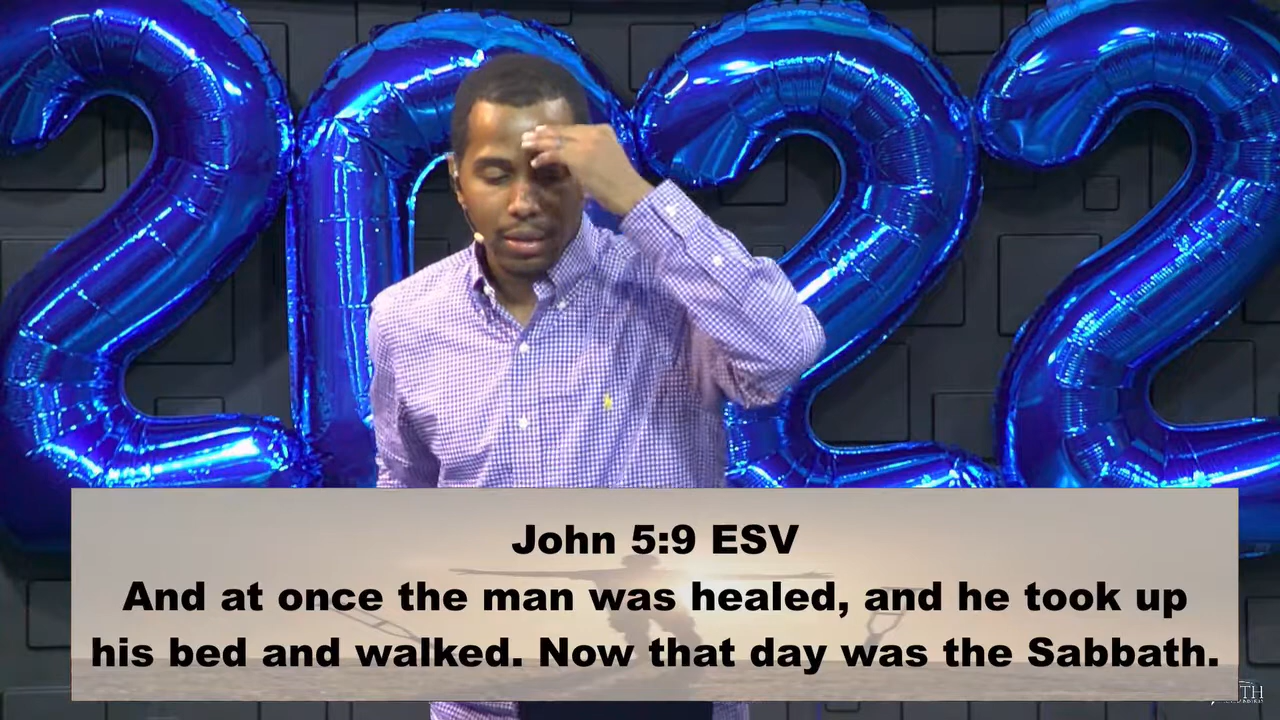 2022
John 5:9 ESV
And at once the man was healed, and he took up
his bed and walked. Now that day was the Sabbath.